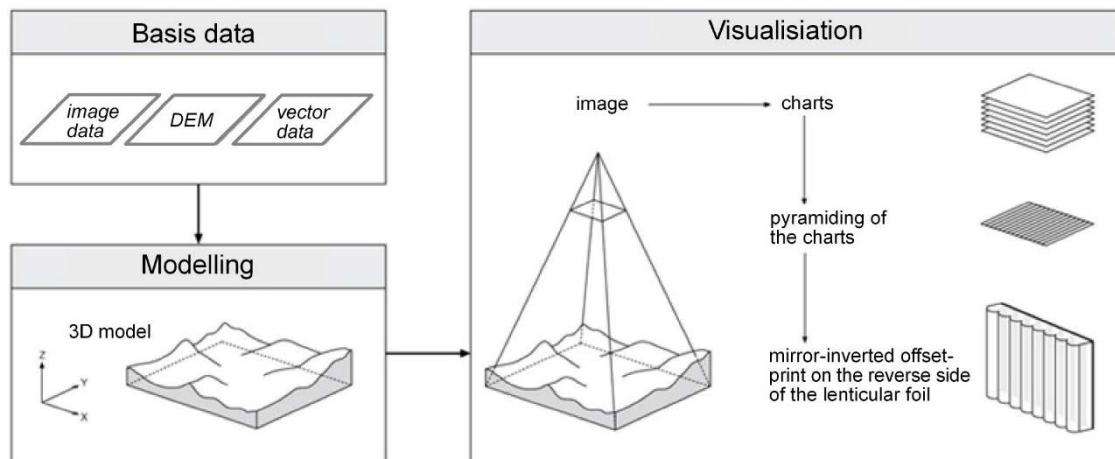 Basis data
image
data
DEM
vector
data
Modelling
3D model
Z
Y
X
Visualisiation
image
charts
pyramiding of
the charts
mirror-inverted offset-
print on the reverse side
of the lenticular foil